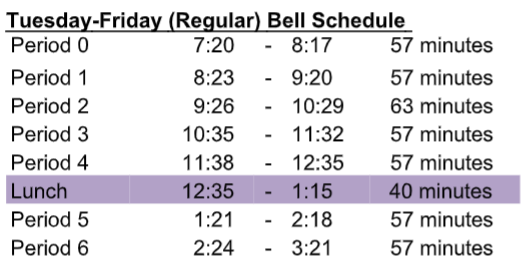 Tuesday-Friday (Regular) Bell Schedule
Period 0 7:20 - 8:17 57 minutes
Period 1 8:23 - 9:20 57 minutes
Period 2 9:26 - 10:29 63 minutes
Period 3 10:35 - 11:32 57 minutes
Period 4 11:38 - 12:35 57 minutes
Lunch 12:35 - 1:15 40 minutes
Period 5 1:21 - 2:18 57 minutes
Period 6 2:24 - 3:21 57 minutes